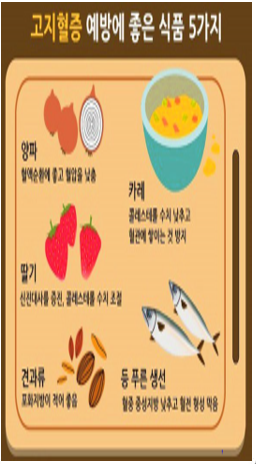 고지혈증 예방에 좋은 식품 5가지
양파
혈액순환에 좋고 혈압을 낮춤
카레
콜레스테롤 수치 낮추고
혈관에 쌓이는 것 방지
딸기
신진대사를 증진, 콜레스테롤 수치 조절
견과류
포화지방이 적어 좋음
등 푸른 생선
혈중 중성지방 낮추고 혈전 형성 막음